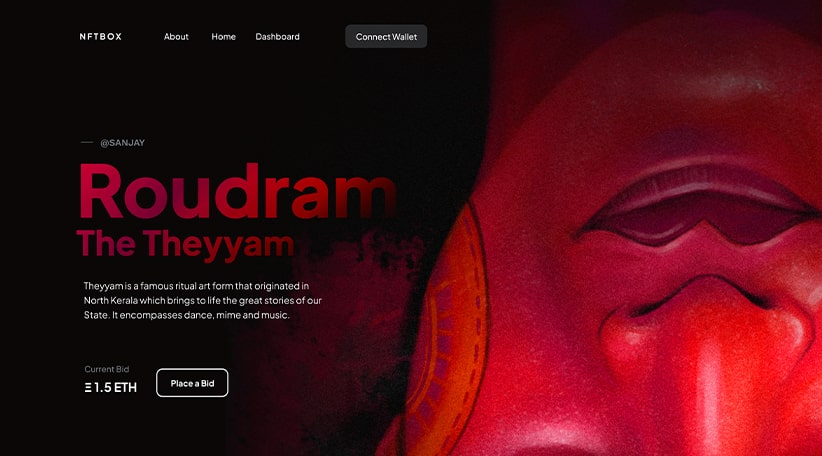 NFTBOX About Home Dashboard Connect Wallet
@SANJAY
Roudram
The Theyyam
Theyyam is a famous ritual art form that originated in
North Kerala which brings to life the great stories of our
State. It encompasses dance, mime and music.
Current Bid
Ξ 1.5 ETH
Place a Bid